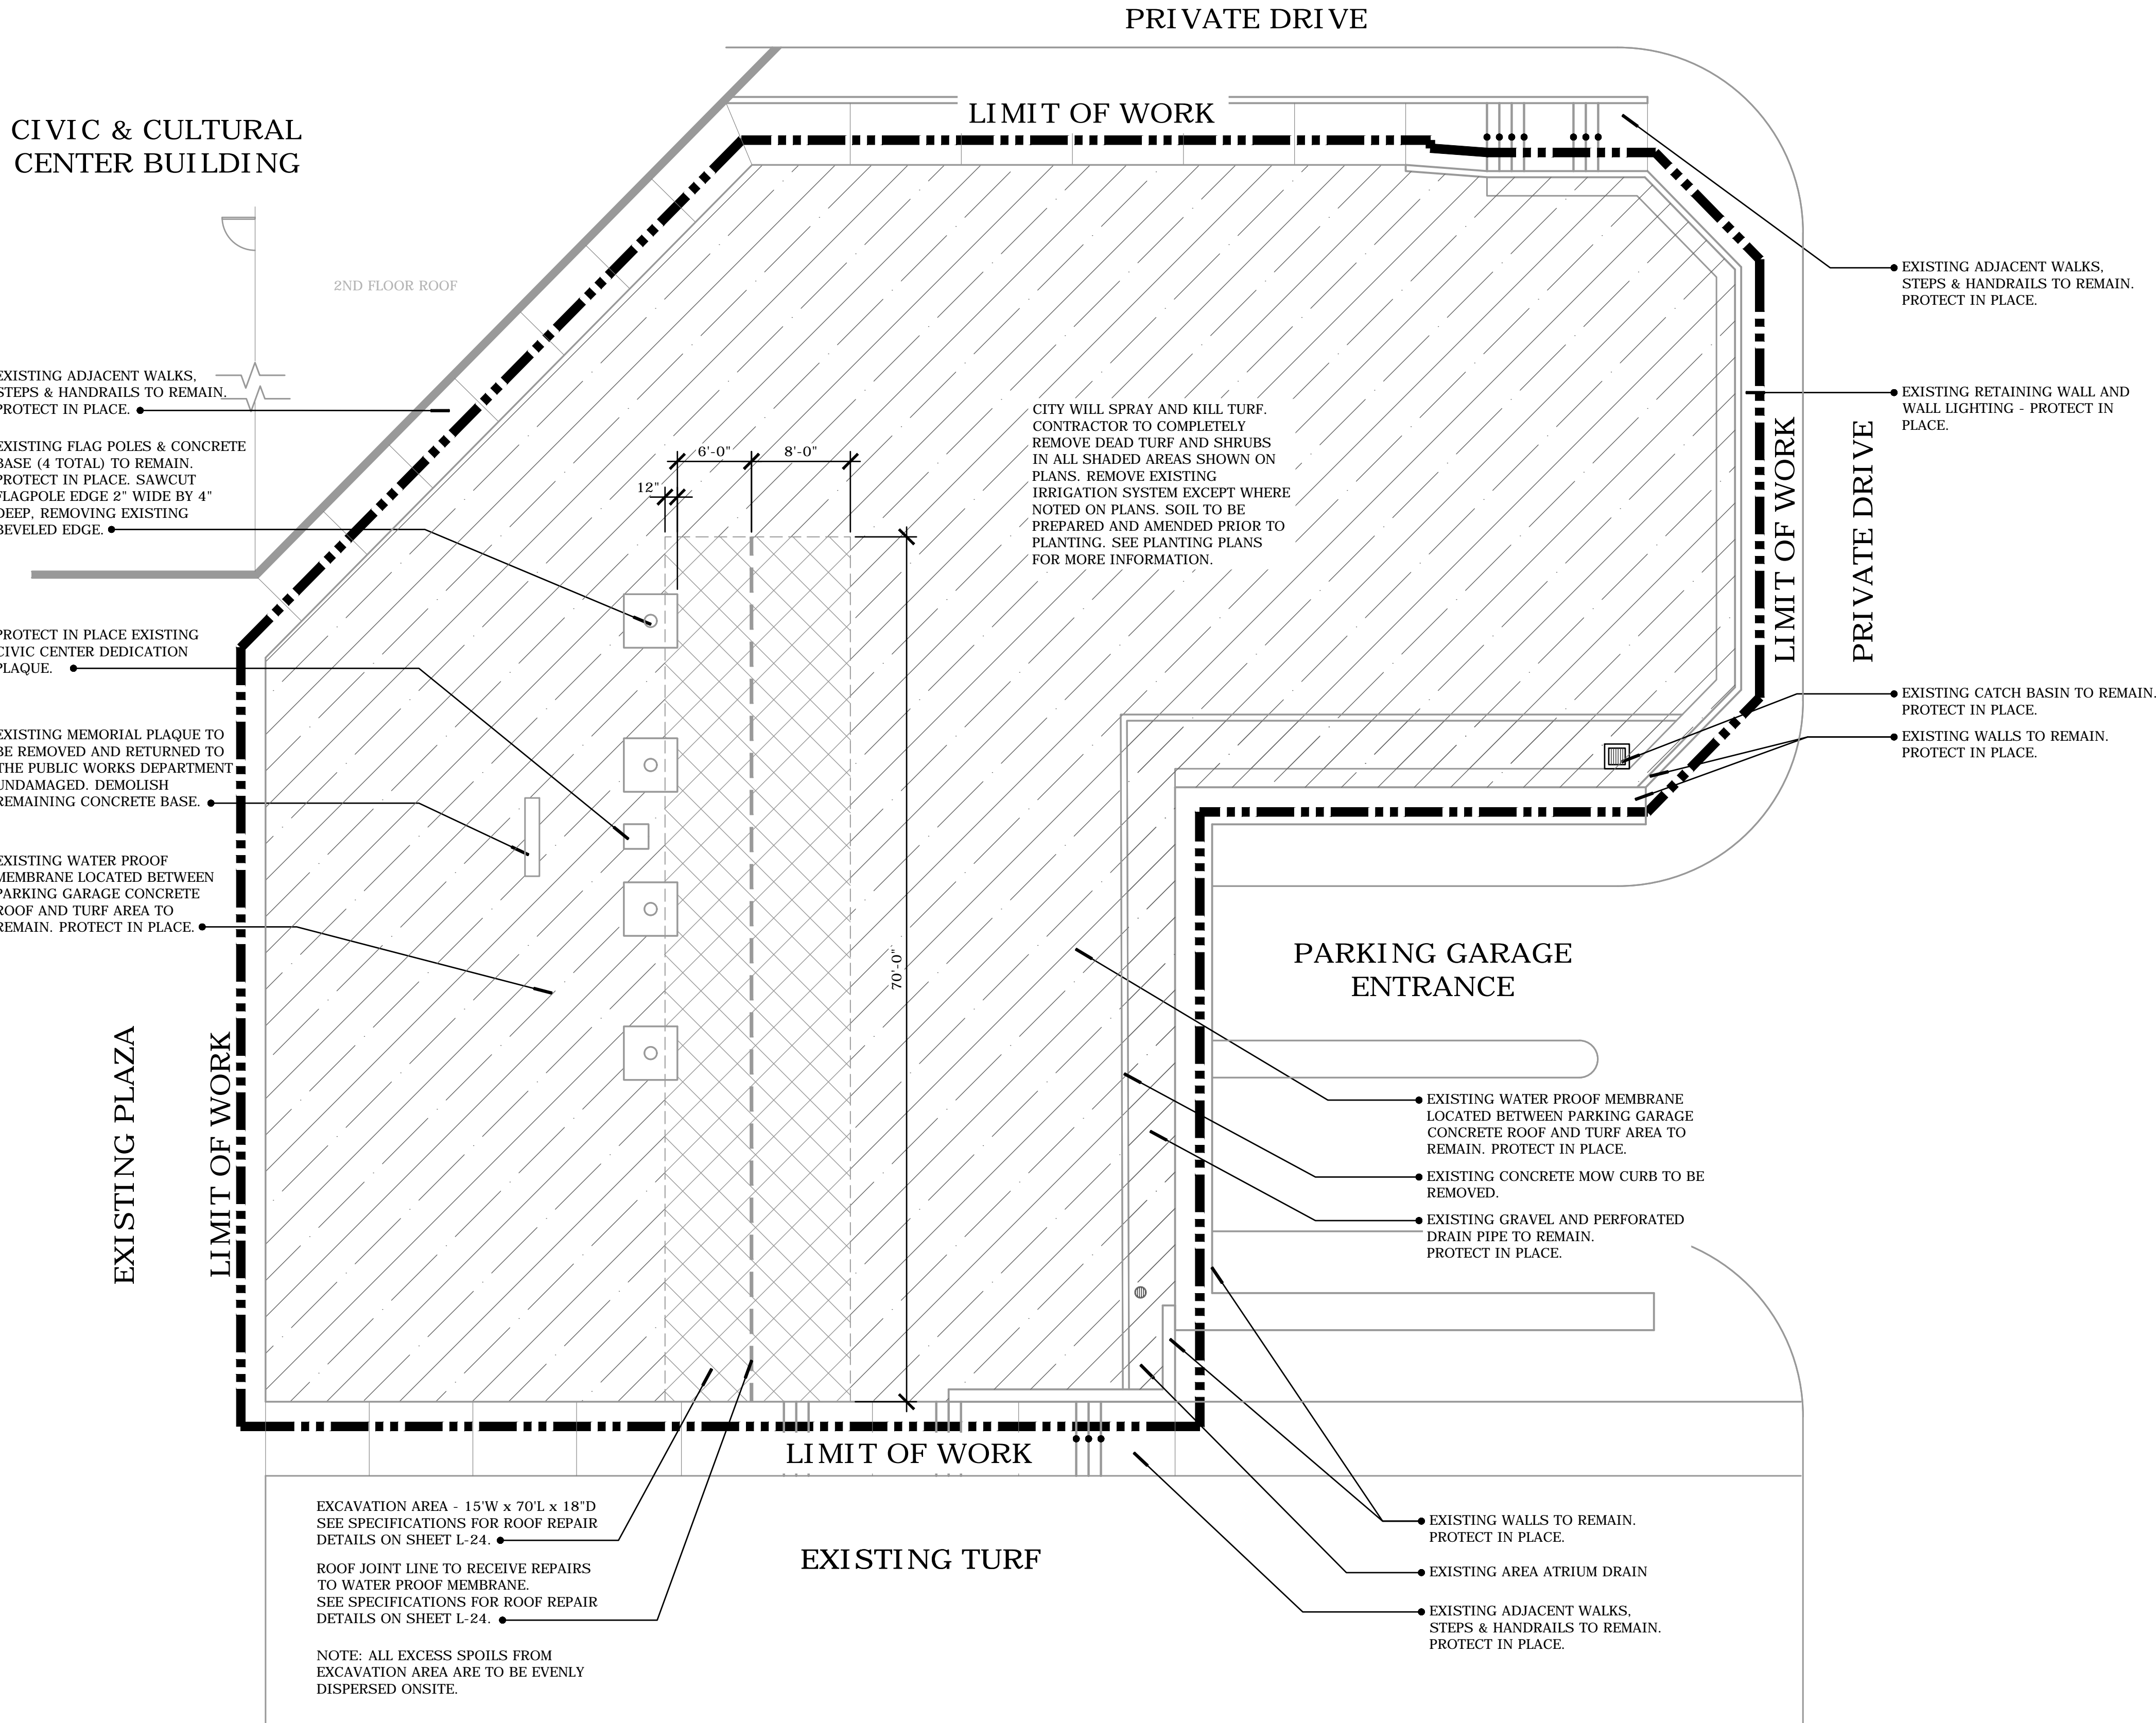 PRIVATE DRIVE
LIMIT OF WORK
CIVIC & CULTURAL
CENTER BUILDING
2ND FLOOR ROOF
EXISTING ADJACENT WALKS,
STEPS & HANDRAILS TO REMAIN.
PROTECT IN PLACE.
EXISTING FLAG POLES & CONCRETE
BASE (4 TOTAL) TO REMAIN.
PROTECT IN PLACE. SAWCUT
FLAGPOLE EDGE 2" WIDE BY 4"
DEEP, REMOVING EXISTING
BEVELED EDGE.
PROTECT IN PLACE EXISTING
CIVIC CENTER DEDICATION
PLAQUE.
EXISTING MEMORIAL PLAQUE TO
BE REMOVED AND RETURNED TO
THE PUBLIC WORKS DEPARTMENT
UNDAMAGED. DEMOLISH
REMAINING CONCRETE BASE.
EXISTING WATER PROOF
MEMBRANE LOCATED BETWEEN
PARKING GARAGE CONCRETE
ROOF AND TURF AREA TO
REMAIN. PROTECT IN PLACE.
EXISTING PLAZA
LIMIT OF WORK
6'-0"
8'-0"
12"
70'-0"
CITY WILL SPRAY AND KILL TURF.
CONTRACTOR TO COMPLETELY
REMOVE DEAD TURF AND SHRUBS
IN ALL SHADED AREAS SHOWN ON
PLANS. REMOVE EXISTING
IRRIGATION SYSTEM EXCEPT WHERE
NOTED ON PLANS. SOIL TO BE
PREPARED AND AMENDED PRIOR TO
PLANTING. SEE PLANTING PLANS
FOR MORE INFORMATION.
EXISTING ADJACENT WALKS,
STEPS & HANDRAILS TO REMAIN.
PROTECT IN PLACE.
EXISTING RETAINING WALL AND
WALL LIGHTING - PROTECT IN
PLACE.
LIMIT OF WORK
PRIVATE DRIVE
EXISTING CATCH BASIN TO REMAIN.
PROTECT IN PLACE.
EXISTING WALLS TO REMAIN.
PROTECT IN PLACE.
PARKING GARAGE
ENTRANCE
EXISTING WATER PROOF MEMBRANE
LOCATED BETWEEN PARKING GARAGE
CONCRETE ROOF AND TURF AREA TO
REMAIN. PROTECT IN PLACE.
EXISTING CONCRETE MOW CURB TO BE
REMOVED.
EXISTING GRAVEL AND PERFORATED
DRAIN PIPE TO REMAIN.
PROTECT IN PLACE.
LIMIT OF WORK
EXCAVATION AREA - 15'W x 70'L x 18"D
SEE SPECIFICATIONS FOR ROOF REPAIR
DETAILS ON SHEET L-24.
ROOF JOINT LINE TO RECEIVE REPAIRS
TO WATER PROOF MEMBRANE.
SEE SPECIFICATIONS FOR ROOF REPAIR
DETAILS ON SHEET L-24.
NOTE: ALL EXCESS SPOILS FROM
EXCAVATION AREA ARE TO BE EVENLY
DISPERSED ONSITE.
EXISTING TURF
EXISTING WALLS TO REMAIN.
PROTECT IN PLACE.
EXISTING AREA ATRIUM DRAIN
EXISTING ADJACENT WALKS,
STEPS & HANDRAILS TO REMAIN.
PROTECT IN PLACE.